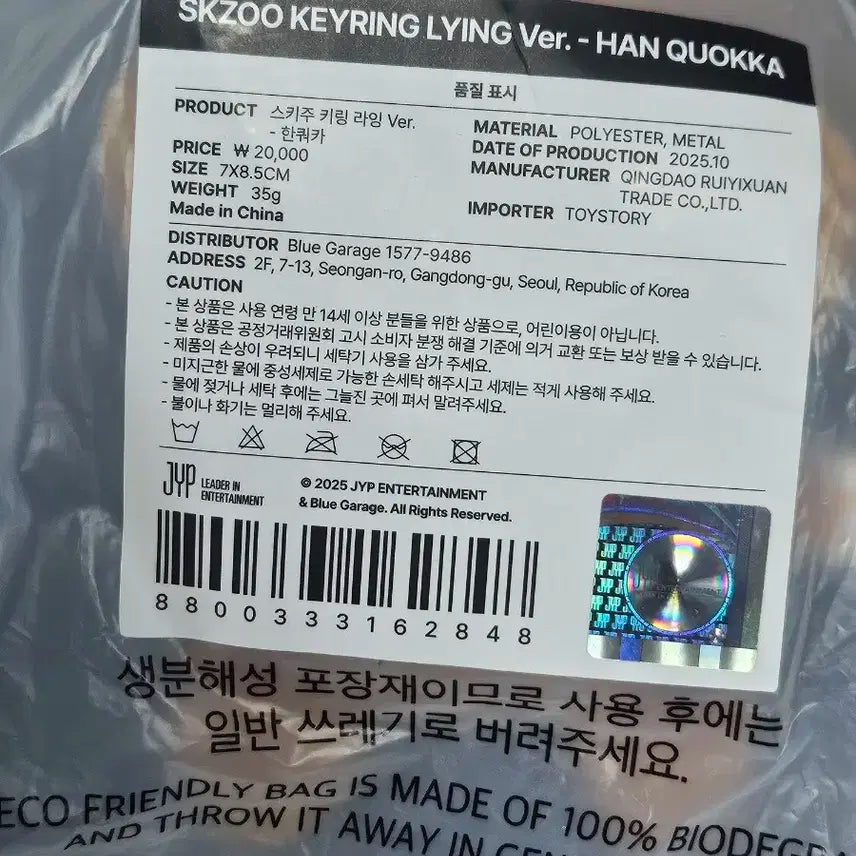 SKZOO KEYRING LYING Ver. - HAN QUOKKA
품질 표시
PRODUCT 스키주 키링 라잉 Ver.
- 한쿼카
PRICE ₩ 20,000
SIZE 7X8.5CM
WEIGHT 35g
Made in China
MATERIAL POLYESTER, METAL
DATE OF PRODUCTION 2025.10
MANUFACTURER QINGDAO RUIYIXUAN
TRADE CO.,LTD.
IMPORTER TOYSTORY
DISTRIBUTOR Blue Garage 1577-9486
ADDRESS 2F, 7-13, Seongan-ro, Gangdong-gu, Seoul, Republic of Korea
CAUTION
- 본 상품은 사용 연령 만 14세 이상 분들을 위한 상품으로, 어린이용이 아닙니다.
- 본 상품은 공정거래위원회 고시 소비자 분쟁 해결 기준에 의거 교환 또는 보상 받을 수 있습니다.
- 제품의 손상이 우려되니 세탁기 사용을 삼가 주세요.
- 미지근한 물에 중성세제로 가능한 손세탁 해주시고 세제는 적게 사용해 주세요.
- 물에 젖거나 세탁 후에는 그늘진 곳에 펴서 말려주세요.
- 불이나 화기는 멀리해 주세요.
JYP LEADER IN
ENTERTAINMENT
© 2025 JYP ENTERTAINMENT
& Blue Garage. All Rights Reserved.
8800333162848
생분해성 포장재이므로 사용 후에는
일반 쓰레기로 버려주세요.
ECO FRIENDLY BAG IS MADE OF 100%
AND THROW IT AWAY IN